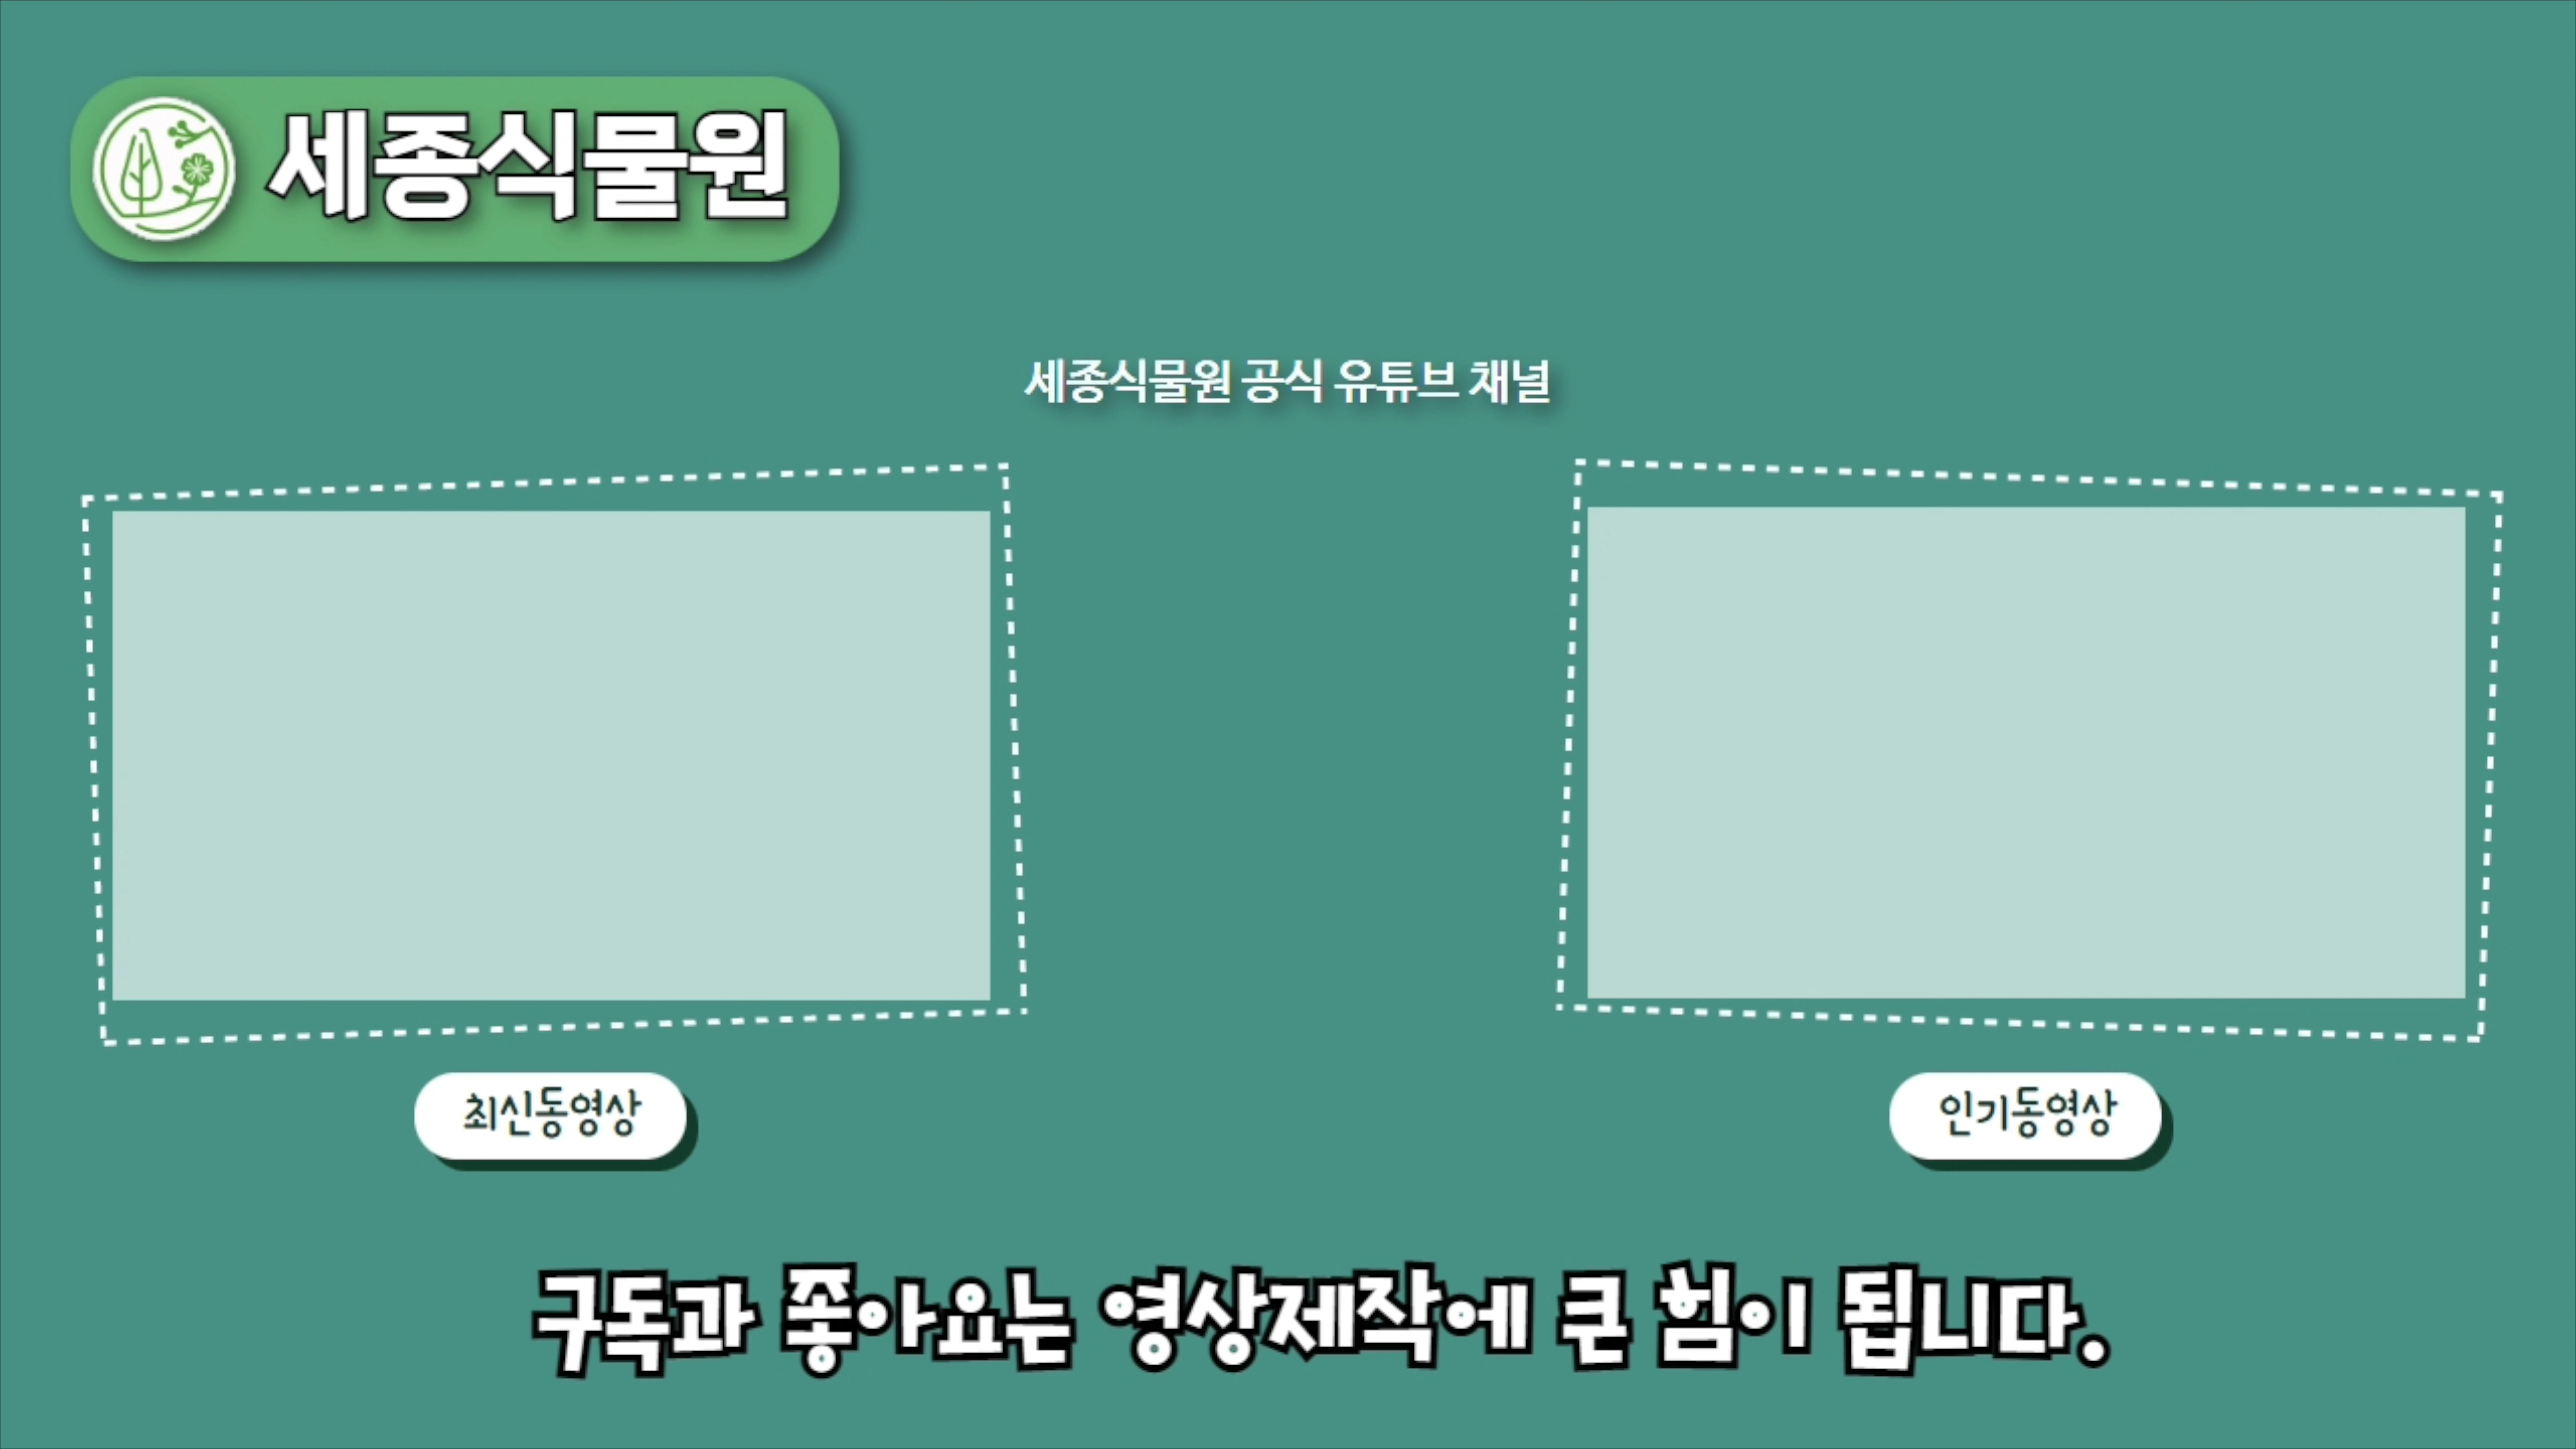 세종식물원
세종식물원 공식 유튜브 채널
최신동영상
인기동영상
구독과 좋아요는 영상제작에 큰 힘이 됩니다.